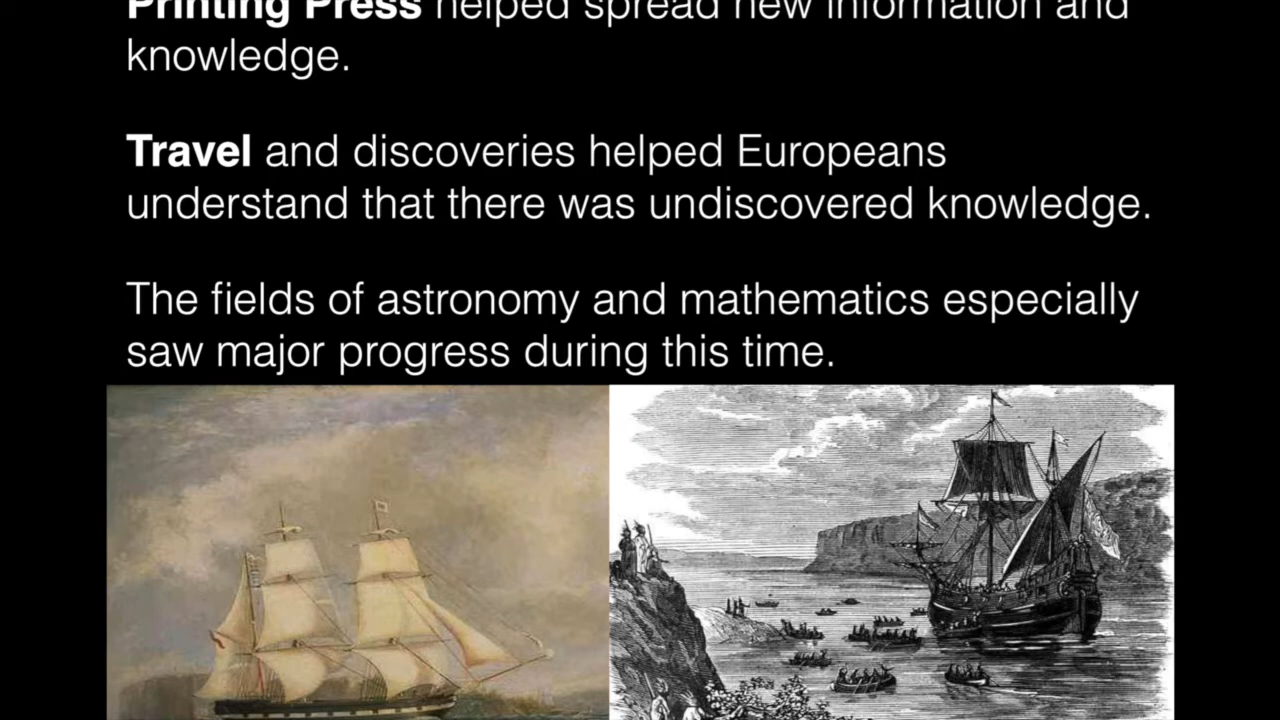 Printing Press helped spread new information and
knowledge.
Travel and discoveries helped Europeans
understand that there was undiscovered knowledge.
The fields of astronomy and mathematics especially
saw major progress during this time.